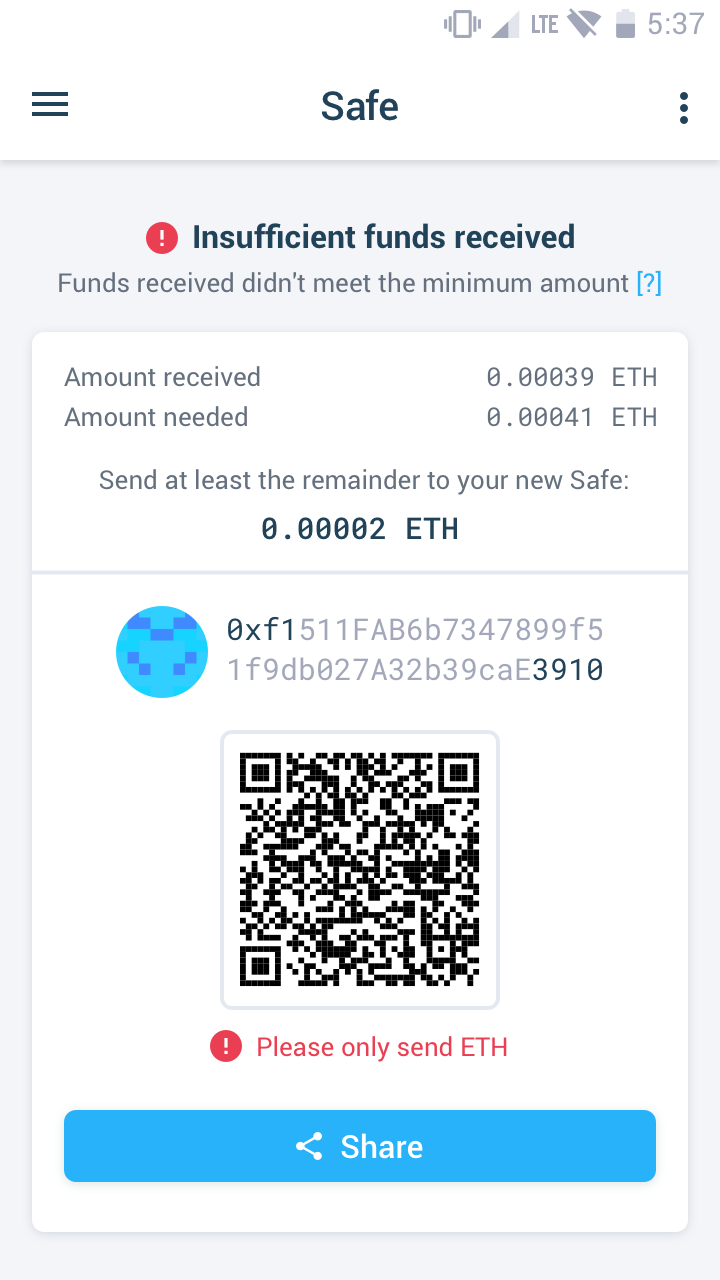 LTE 5:37
Safe
Insufficient funds received
Funds received didn't meet the minimum amount [?]
Amount received 0.00039 ETH
Amount needed 0.00041 ETH
Send at least the remainder to your new Safe:
0.00002 ETH
0xf1511FAB6b7347899f5
1f9db027A32b39caE3910
Please only send ETH
Share